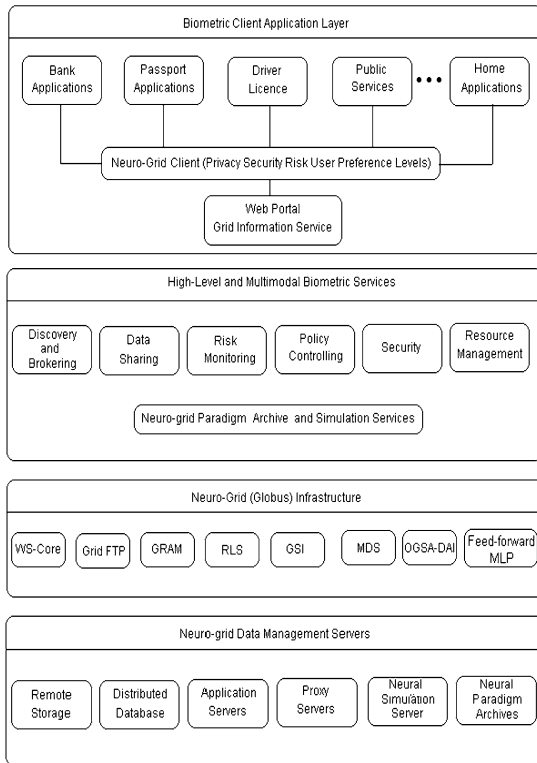 Biometric Client Application Layer
Bank
Applications
Passport
Applications
Driver
Licence
Public
Services
Home
Applications
Neuro-Grid Client (Privacy Security Risk User Preference Levels)
Web Portal
Grid Information Service
High-Level and Multimodal Biometric Services
Discovery
and
Brokering
Data
Sharing
Risk
Monitoring
Policy
Controlling
Security
Resource
Management
Neuro-grid Paradigm Archive and Simulation Services
Neuro-Grid (Globus) Infrastructure
WS-Core
Grid FTP
GRAM
RLS
GSI
MDS
OGSA-DAI
Feed-forward
MLP
Neuro-grid Data Management Servers
Remote
Storage
Distributed
Database
Application
Servers
Proxy
Servers
Neural
Simulation
Server
Neural
Paradigm
Archives